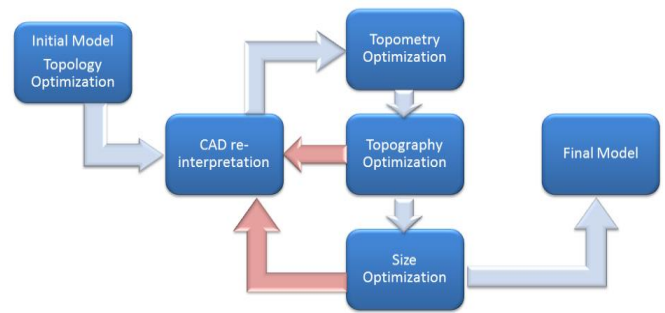 Initial Model
Topology
Optimization
CAD re-
interpretation
Topometry
Optimization
Topography
Optimization
Size
Optimization
Final Model